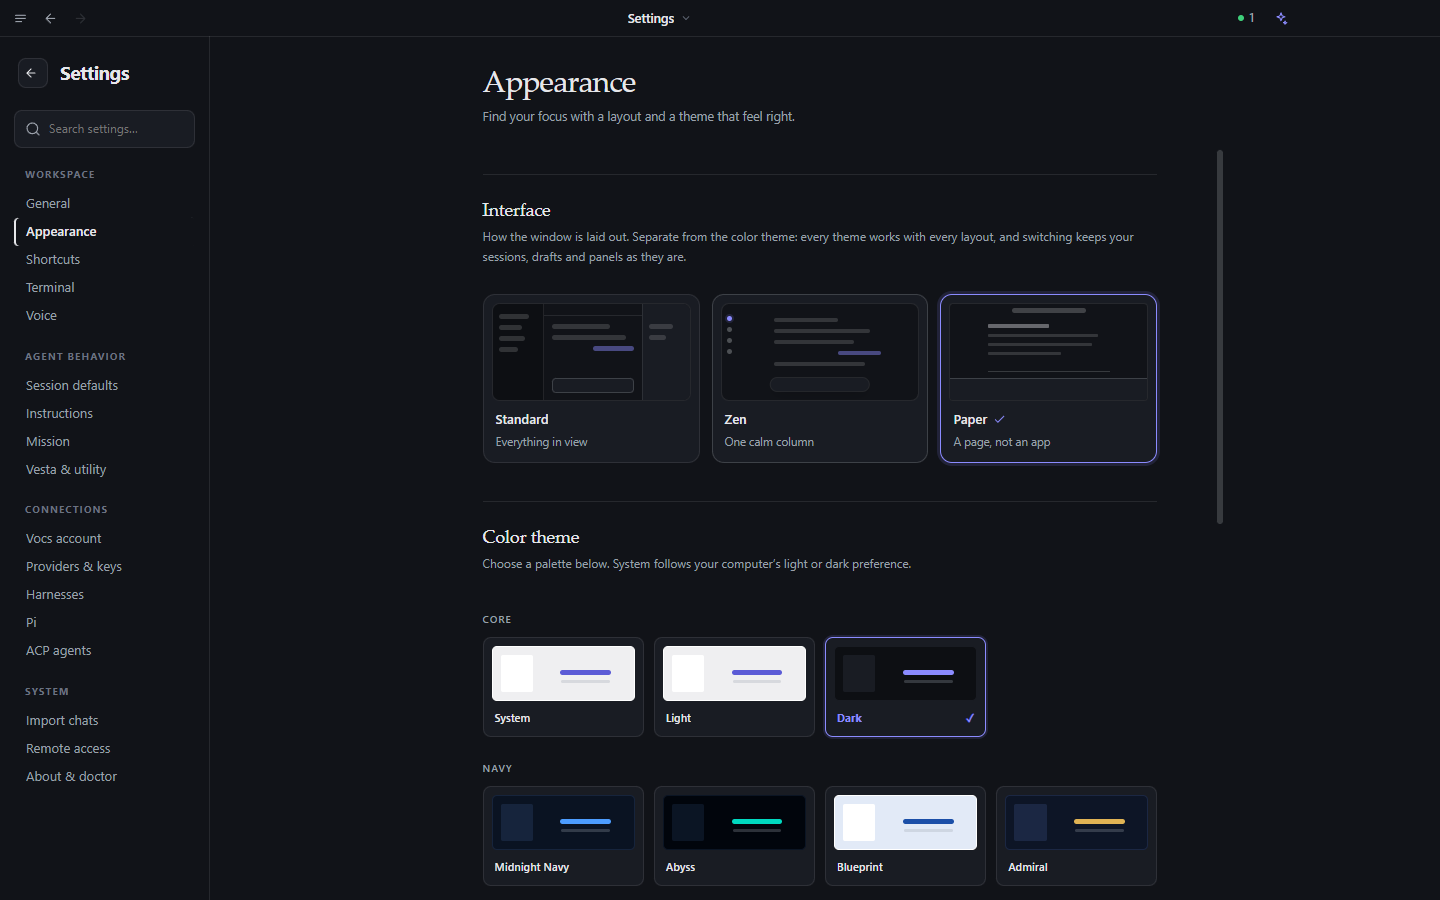 Settings
1
Settings
Search settings...
WORKSPACE
General
Appearance
Shortcuts
Terminal
Voice
AGENT BEHAVIOR
Session defaults
Instructions
Mission
Vesta & utility
CONNECTIONS
Vocs account
Providers & keys
Harnesses
Pi
ACP agents
SYSTEM
Import chats
Remote access
About & doctor
Appearance
Find your focus with a layout and a theme that feel right.
Interface
How the window is laid out. Separate from the color theme: every theme works with every layout, and switching keeps your
sessions, drafts and panels as they are.
Standard
Everything in view
Zen
One calm column
Paper
A page, not an app
Color theme
Choose a palette below. System follows your computer’s light or dark preference.
CORE
System
Light
Dark
NAVY
Midnight Navy
Abyss
Blueprint
Admiral